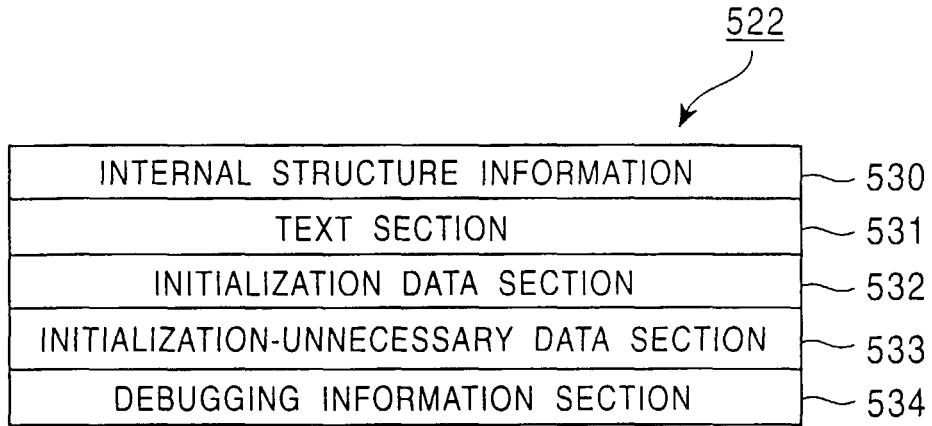 522
INTERNAL STRUCTURE INFORMATION 530
TEXT SECTION 531
INITIALIZATION DATA SECTION 532
INITIALIZATION-UNNECESSARY DATA SECTION 533
DEBUGGING INFORMATION SECTION 534